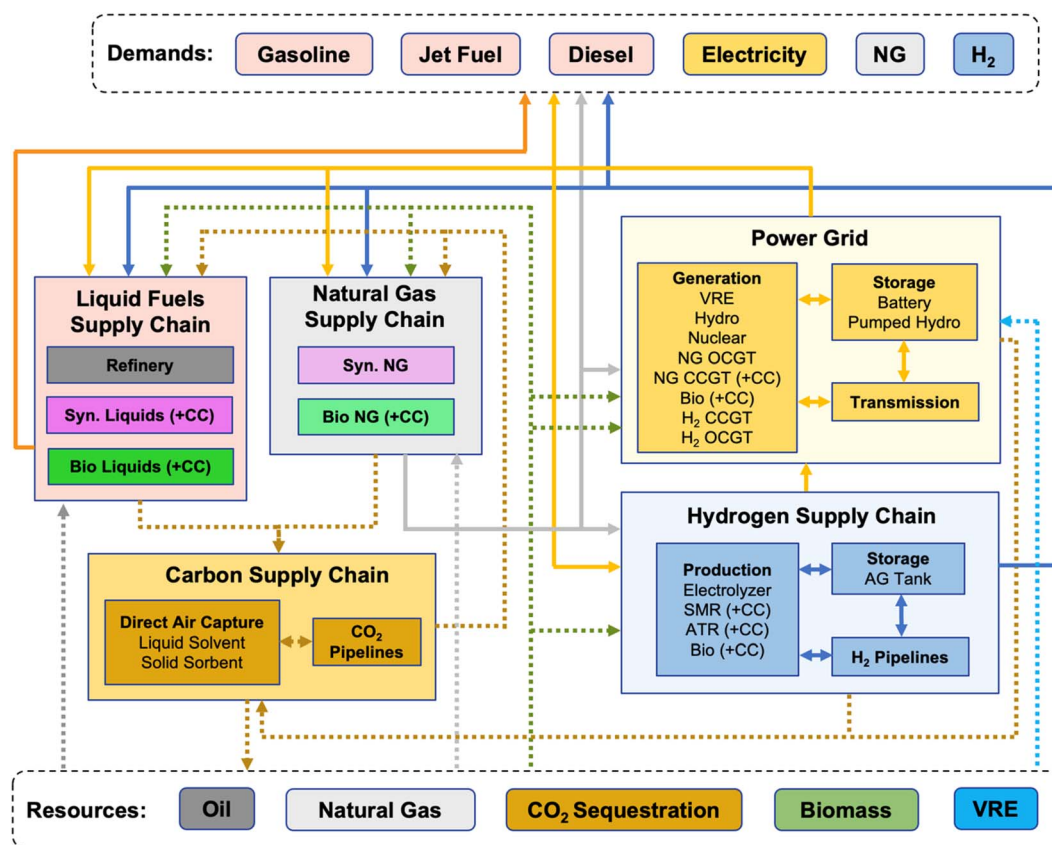 Demands: Gasoline Jet Fuel Diesel Electricity NG H₂
Liquid Fuels
Supply Chain
Refinery
Syn. Liquids (+CC)
Bio Liquids (+CC)
Natural Gas
Supply Chain
Syn. NG
Bio NG (+CC)
Power Grid
Generation
VRE
Hydro
Nuclear
NG OCGT
NG CCGT (+CC)
Bio (+CC)
H₂ CCGT
H₂ OCGT
Storage
Battery
Pumped Hydro
Transmission
Carbon Supply Chain
Direct Air Capture
Liquid Solvent
Solid Sorbent
CO₂
Pipelines
Hydrogen Supply Chain
Production
Electrolyzer
SMR (+CC)
ATR (+CC)
Bio (+CC)
Storage
AG Tank
H₂ Pipelines
Resources: Oil Natural Gas CO₂ Sequestration Biomass VRE